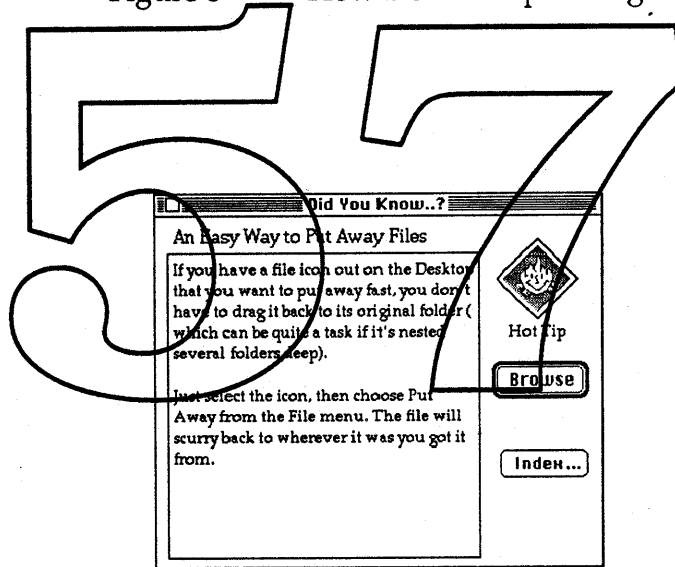 Figure 5
57
Did You Know..?
An Easy Way to Put Away Files
If you have a file icon out on the Desktop
that you want to put away fast, you don't
have to drag it back to its original folder (
which can be quite a task if it's nested
several folders deep).
Just select the icon, then choose Put
Away from the File menu. The file will
scurry back to wherever it was you got it
from.
Hot Tip
Browse
Index...